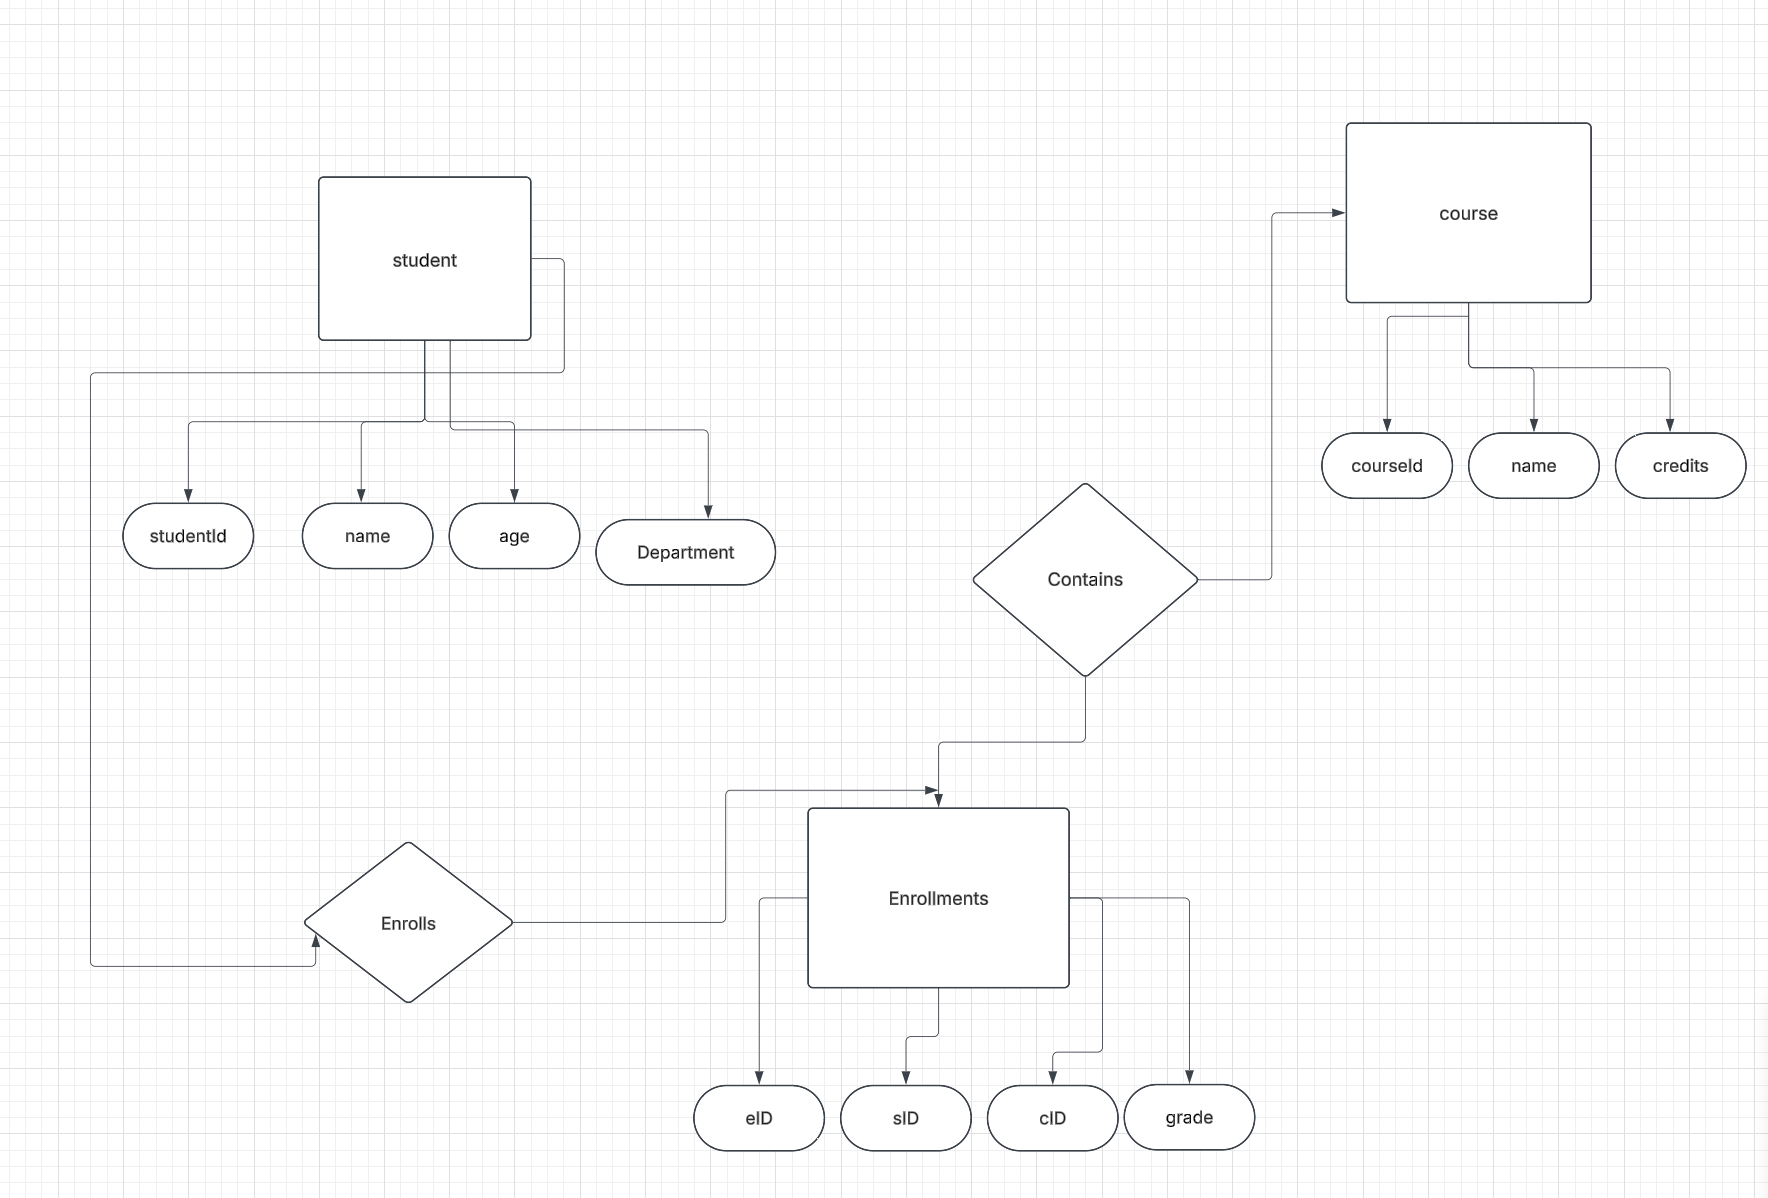 course
student
courseId
name
credits
studentId
name
age
Department
Contains
Enrollments
Enrolls
eID
sID
cID
grade